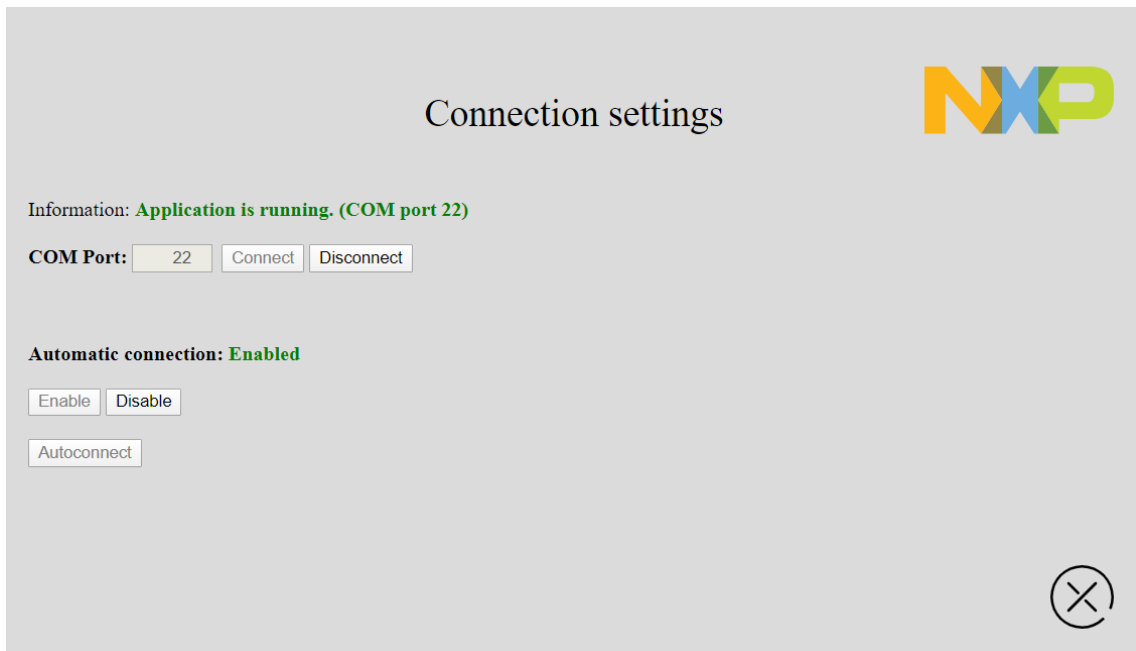 NXP
Connection settings
Information: Application is running. (COM port 22)
COM Port: 22 Connect Disconnect
Automatic connection: Enabled
Enable Disable
Autoconnect